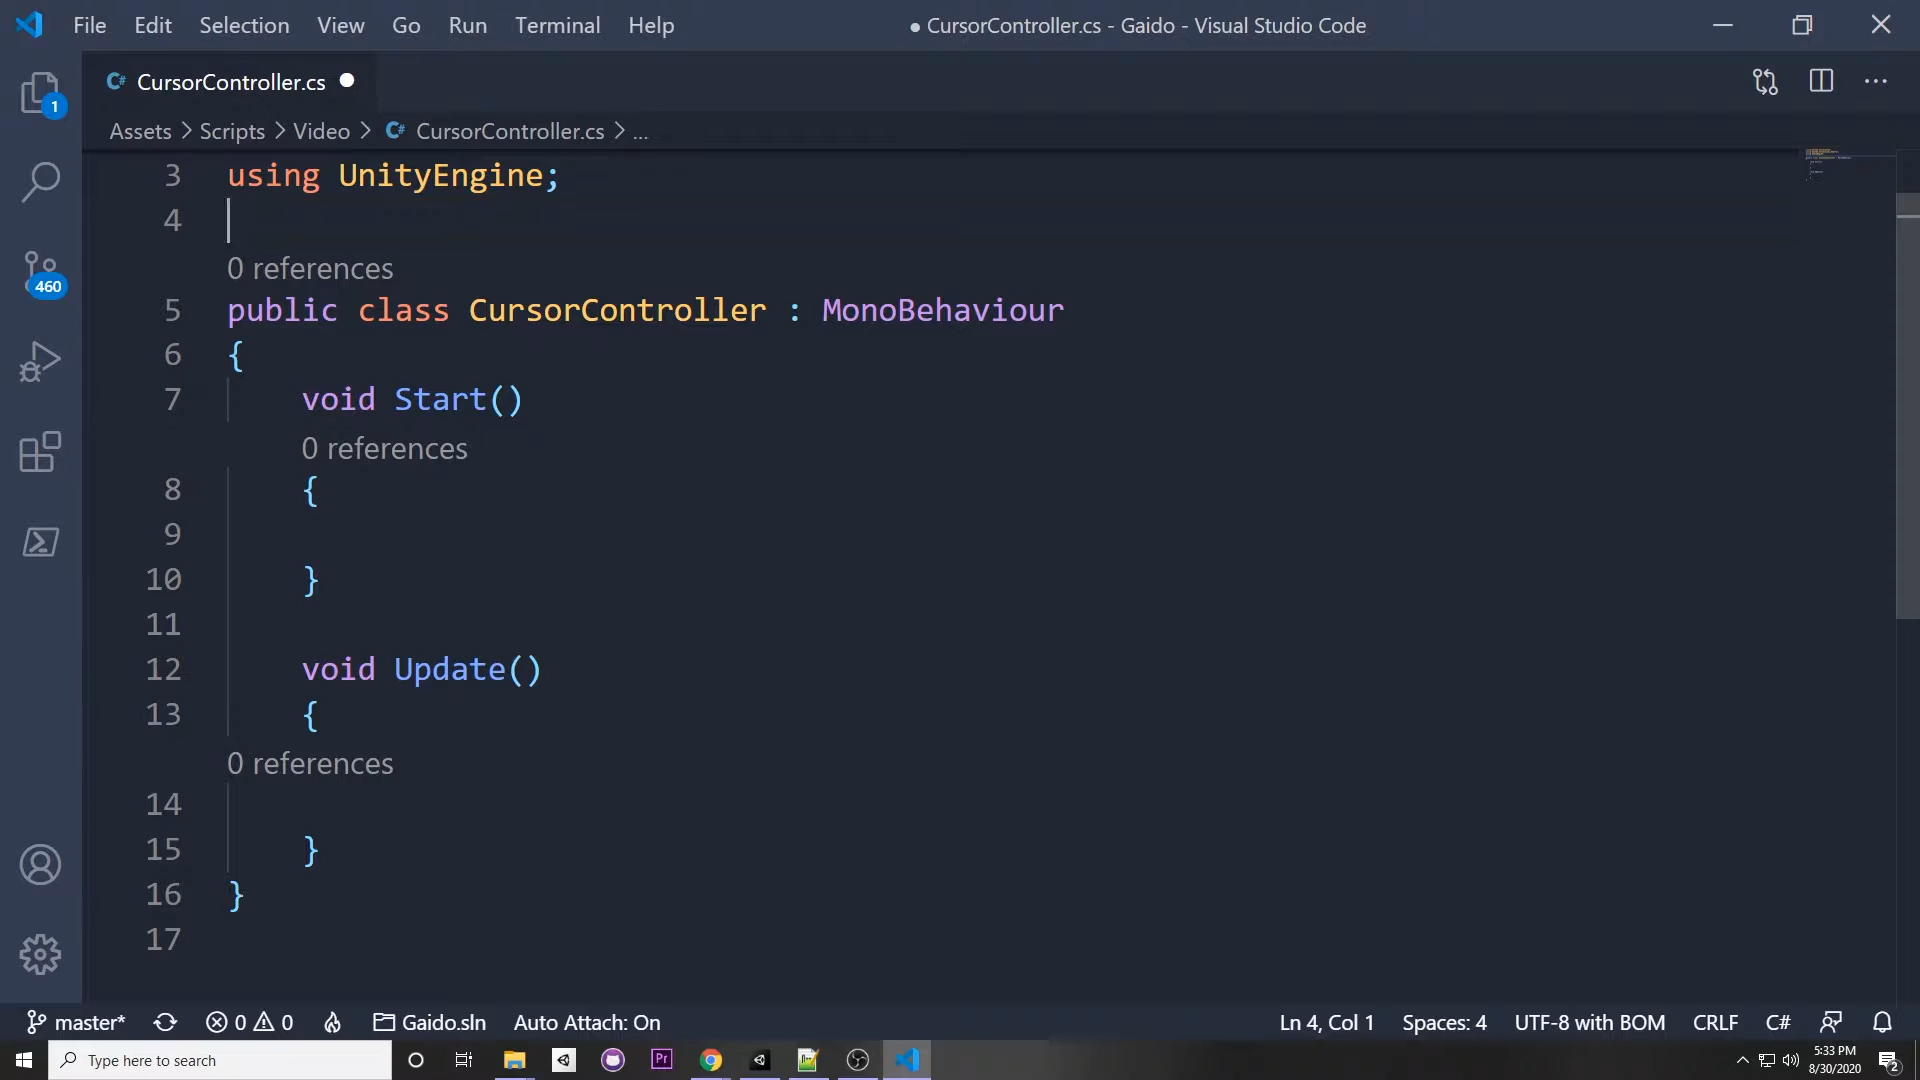 File Edit Selection View Go Run Terminal Help ● CursorController.cs - Gaido - Visual Studio Code
C# CursorController.cs
Assets > Scripts > Video > C# CursorController.cs > ...
1
460
3 using UnityEngine;
4
0 references
5 public class CursorController : MonoBehaviour
6 {
7 void Start()
0 references
8 {
9
10 }
11
12 void Update()
13 {
0 references
14
15 }
16 }
17
master* 0 0 Gaido.sln Auto Attach: On Ln 4, Col 1 Spaces: 4 UTF-8 with BOM CRLF C#
Type here to search Pr 5:33 PM
8/30/2020 2